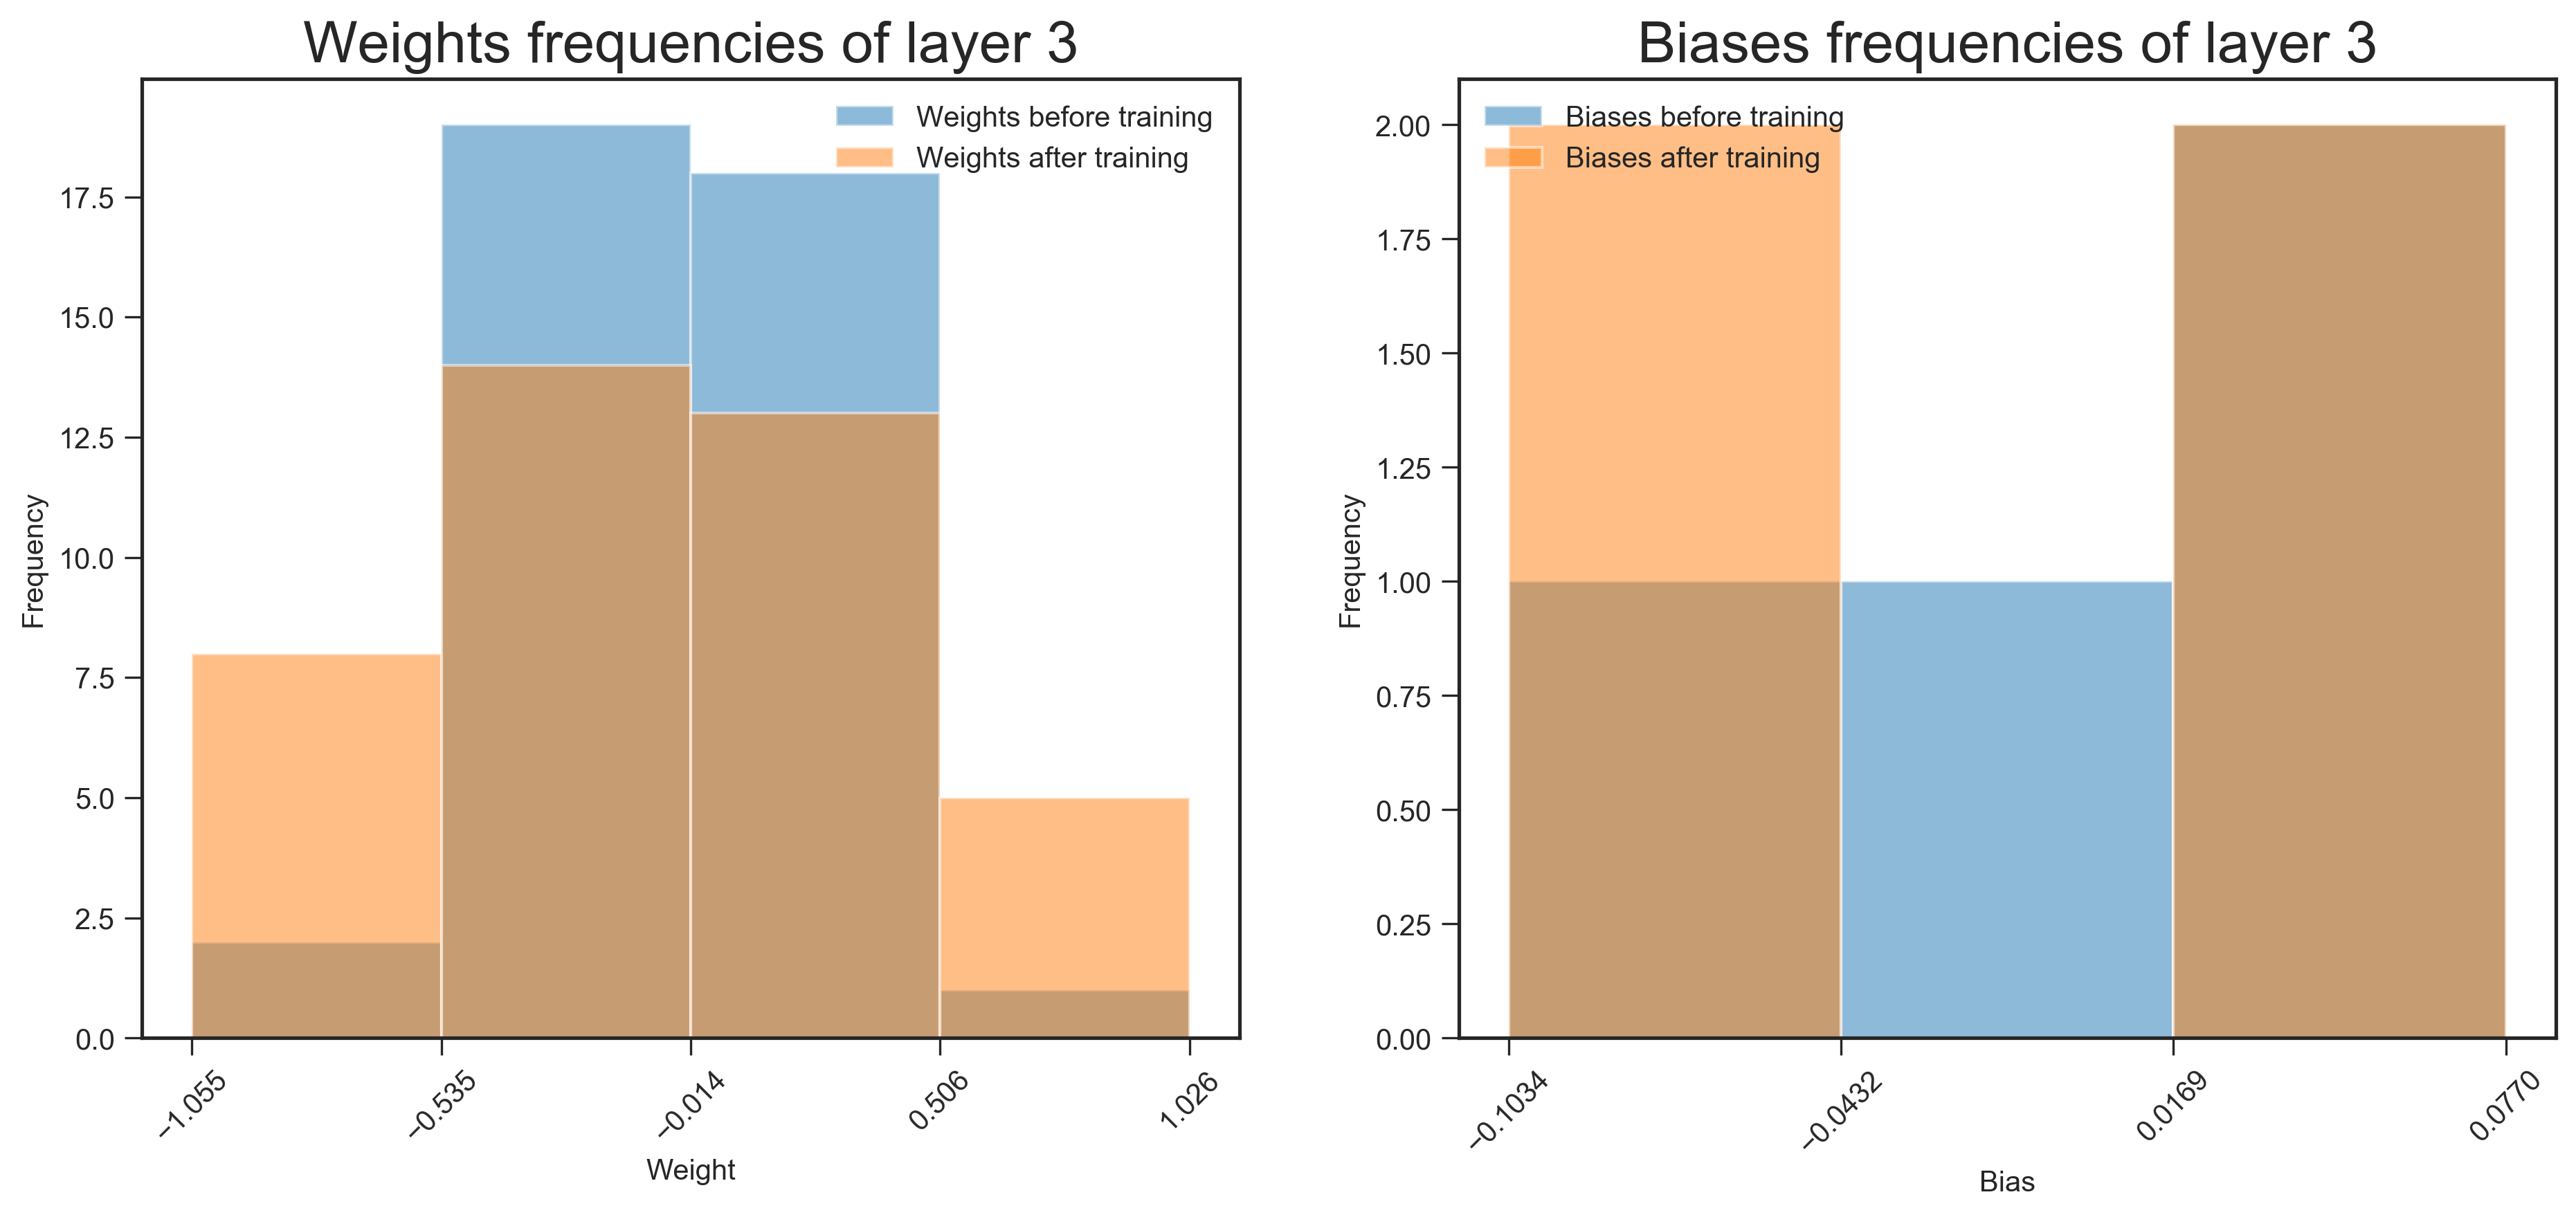 Weights frequencies of layer 3
Weights before training
Weights after training
17.5
15.0
12.5
10.0
7.5
5.0
2.5
0.0
Frequency
−1.055
−0.535
−0.014
0.506
1.026
Weight
Biases frequencies of layer 3
Biases before training
Biases after training
2.00
1.75
1.50
1.25
1.00
0.75
0.50
0.25
0.00
Frequency
−0.1034
−0.0432
0.0169
0.0770
Bias